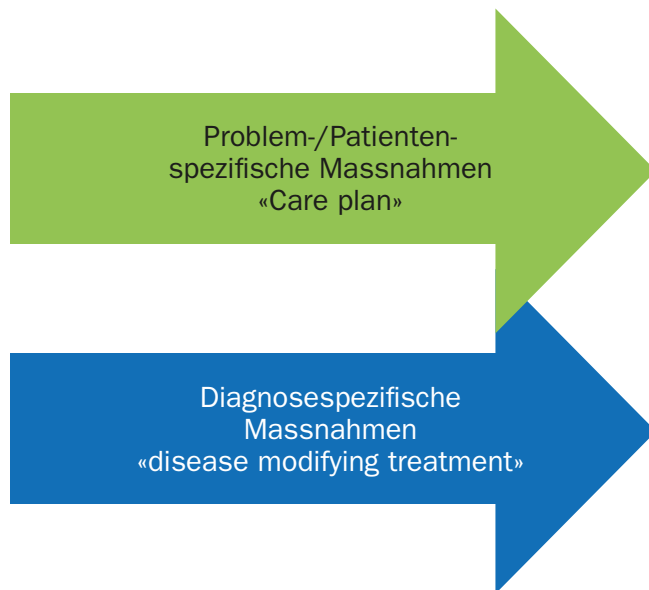 Problem-/Patienten-
spezifische Massnahmen
«Care plan»
Diagnosespezifische
Massnahmen
«disease modifying treatment»